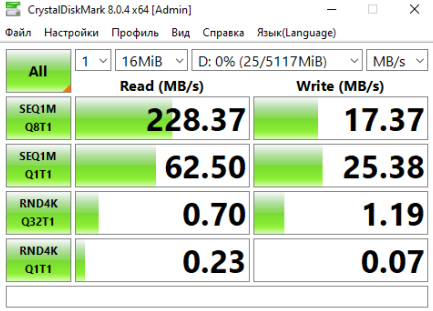 CrystalDiskMark 8.0.4 x64 [Admin]
Файл Настройки Профиль Вид Справка Язык(Language)
All 1 16MiB D: 0% (25/5117MiB) MB/s
Read (MB/s) Write (MB/s)
SEQ1M Q8T1 228.37 17.37
SEQ1M Q1T1 62.50 25.38
RND4K Q32T1 0.70 1.19
RND4K Q1T1 0.23 0.07